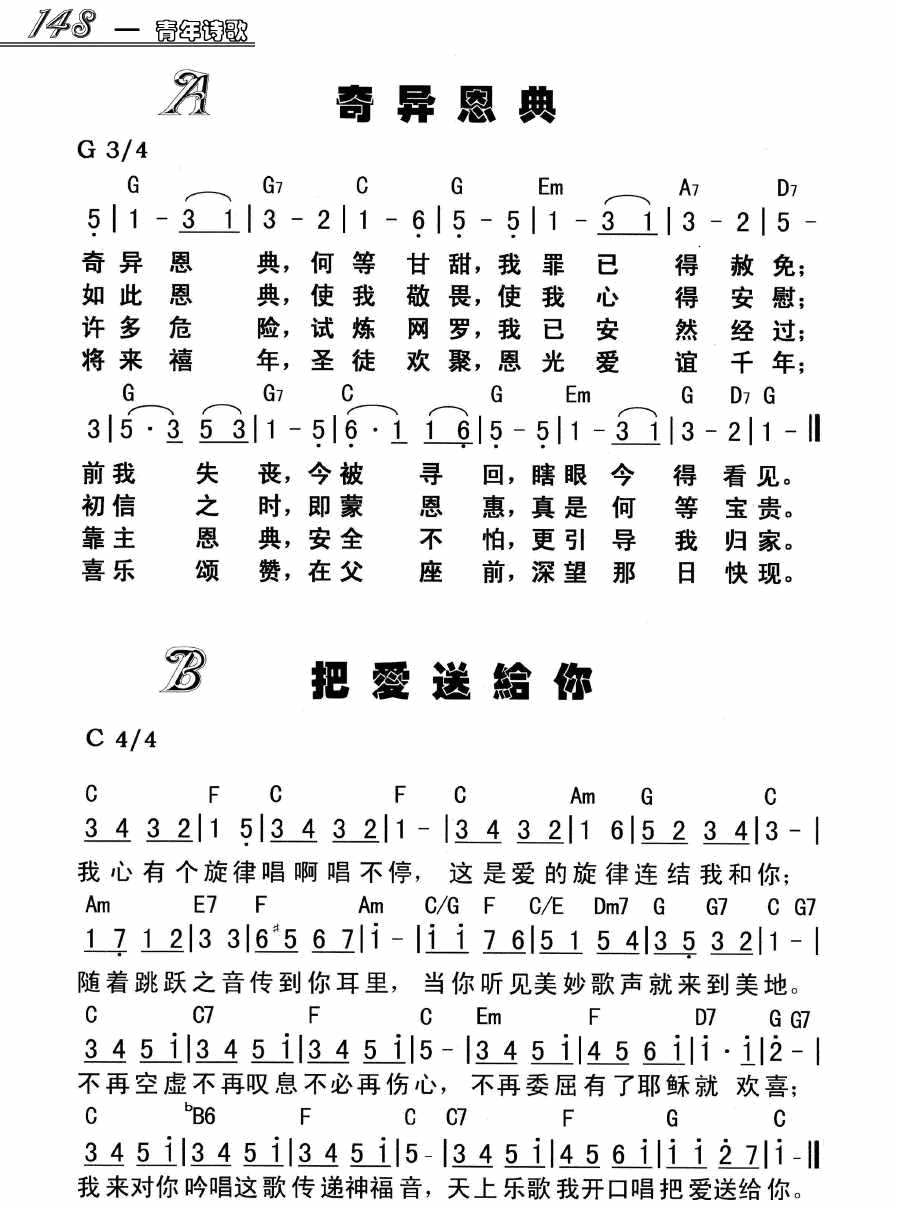 148 — 青年诗歌
A 奇异恩典
G 3/4
G G7 C G Em A7 D7
5|1 - 3 1|3 - 2|1 - 6|5 - 5|1 - 3 1|3 - 2|5 -
奇异恩 典，何等 甘甜，我罪已 得赦免；
如此恩 典，使我 敬畏，使我心 得安慰；
许多危 险，试炼 网罗，我已安 然经过；
将来禧 年，圣徒 欢聚，恩光爱 谊千年；
G G7 C G Em G D7 G
3|5 · 3 5 3|1 - 5|6 · 1 1 6|5 - 5|1 - 3 1|3 - 2|1 - ‖
前我 失 丧，今被 寻 回，瞎眼今 得看见。
初信 之 时，即蒙 恩 惠，真是何 等宝贵。
靠主 恩 典，安全 不 怕，更引导 我归家。
喜乐 颂 赞，在父 座 前，深望那 日快现。
B 把愛送給你
C 4/4
C F C F C Am G C
3 4 3 2|1 5|3 4 3 2|1 - |3 4 3 2|1 6|5 2 3 4|3 - |
我心有个旋律唱啊唱不停，这是爱的旋律连结我和你；
Am E7 F Am C/G F C/E Dm7 G G7 C G7
1 7 1 2|3 3|6 #5 6 7|i - |i i 7 6|5 1 5 4|3 5 3 2|1 - |
随着跳跃之音传到你耳里，当你听见美妙歌声就来到美地。
C C7 F C Em F D7 G G7
3 4 5 i|3 4 5 i|3 4 5 i|5 - |3 4 5 i|4 5 6 i|i · i|2 - |
不再空虚不再叹息不必再伤心，不再委屈有了耶稣就 欢喜；
C bB6 F C C7 F G C
3 4 5 i|3 4 5 i|3 4 5 i|5 - |3 4 5 i|4 5 6 i|i i 2 7|i - ‖
我来对你吟唱这歌传递神福音，天上乐歌我开口唱把爱送给你。